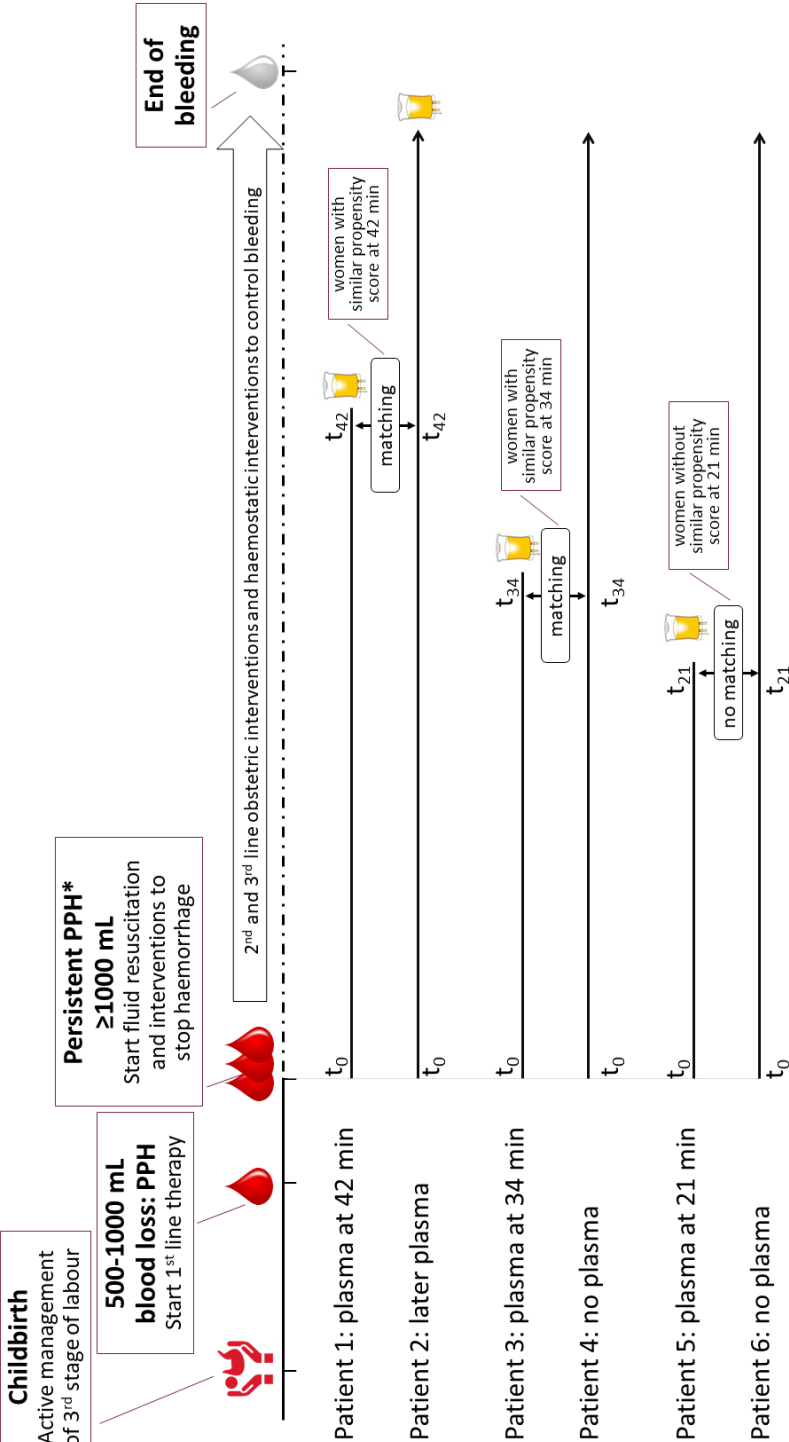 Childbirth
Active management
of 3rd stage of labour
500-1000 mL
blood loss: PPH
Start 1st line therapy
Persistent PPH*
≥1000 mL
Start fluid resuscitation
and interventions to
stop haemorrhage
End of
bleeding
2nd and 3rd line obstetric interventions and haemostatic interventions to control bleeding
Patient 1: plasma at 42 min
t0
t42
matching
women with
similar propensity
score at 42 min
Patient 2: later plasma
t0
t42
Patient 3: plasma at 34 min
t0
t34
matching
women with
similar propensity
score at 34 min
Patient 4: no plasma
t0
t34
Patient 5: plasma at 21 min
t0
t21
no matching
women without
similar propensity
score at 21 min
Patient 6: no plasma
t0
t21